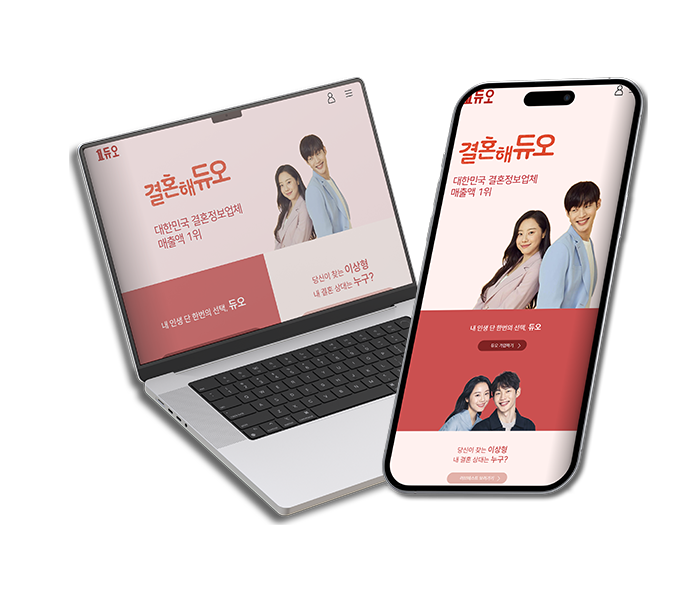 듀오
결혼해듀오
대한민국 결혼정보업체
매출액 1위
내 인생 단 한번의 선택, 듀오
당신이 찾는 이상형
내 결혼 상대는 누구?
듀오
결혼해듀오
대한민국 결혼정보업체
매출액 1위
내 인생 단 한번의 선택, 듀오
듀오 가입하기
당신이 찾는 이상형
내 결혼 상대는 누구?